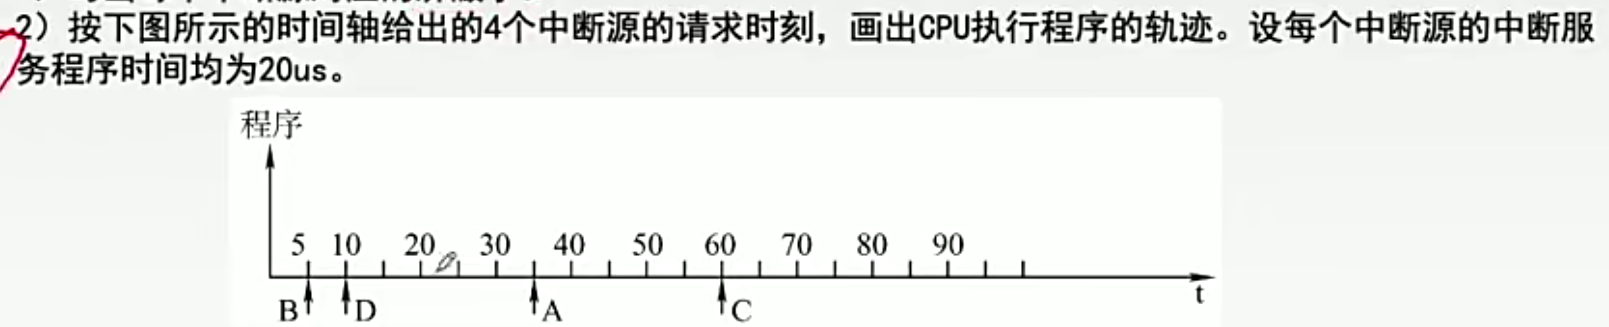 2）按下图所示的时间轴给出的4个中断源的请求时刻，画出CPU执行程序的轨迹。设每个中断源的中断服
务程序时间均为20us。
程序
5 10 20 30 40 50 60 70 80 90
t
B D A C